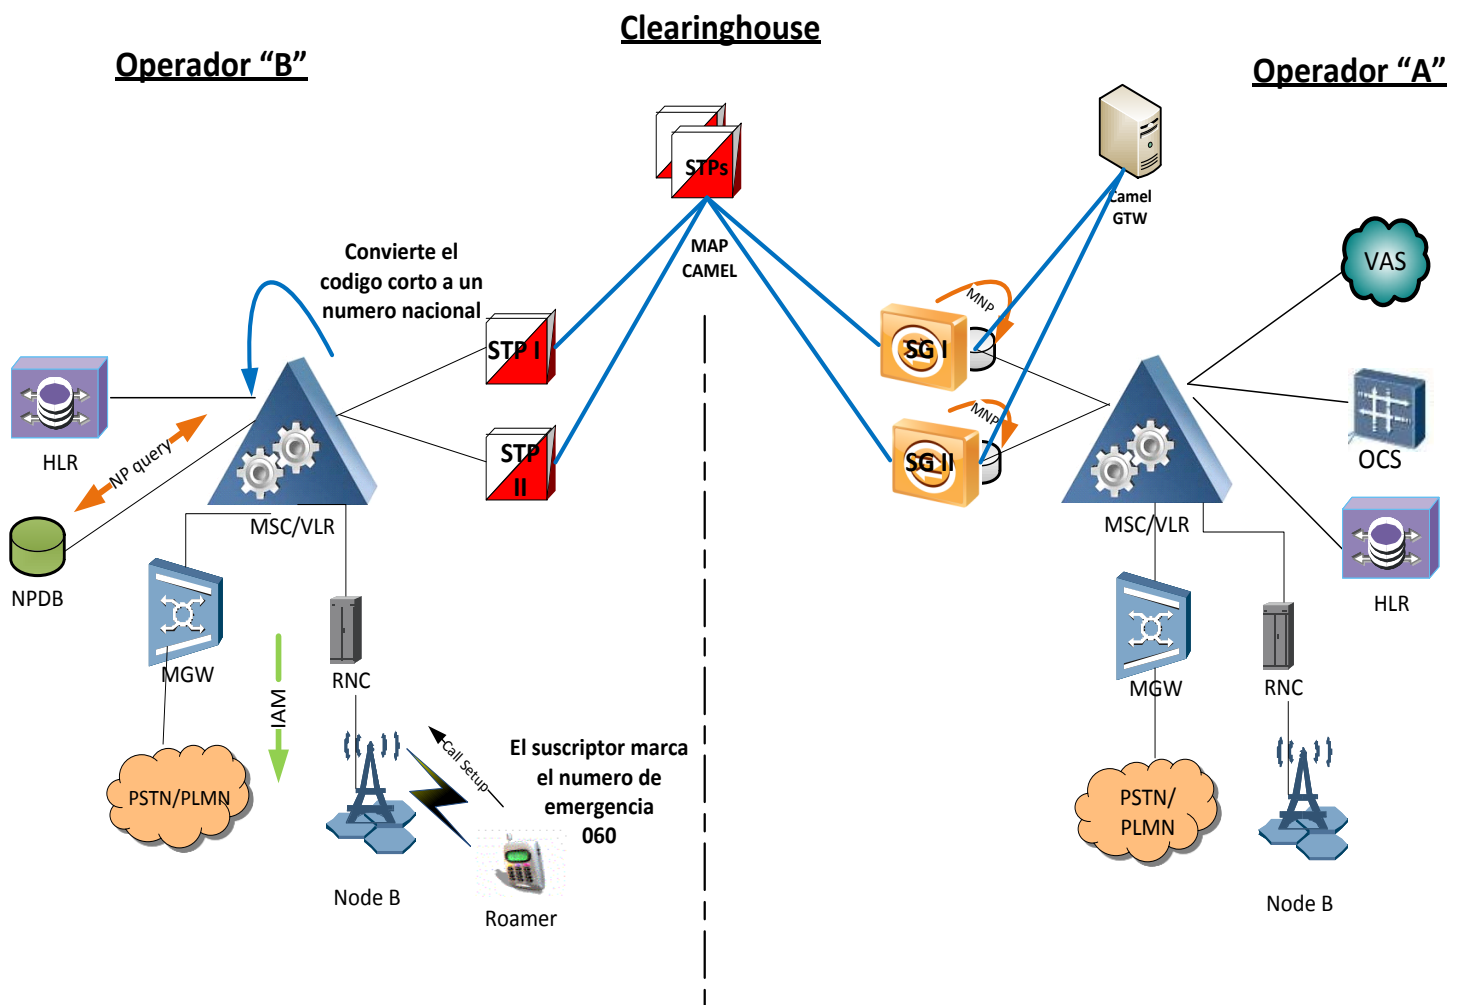 Clearinghouse
Operador “B”
Operador “A”
STPs
Camel
GTW
MAP
CAMEL
Convierte el
codigo corto a un
numero nacional
VAS
MNP
STP I
SG I
HLR
NP query
STP
II
MNP
SG II
OCS
MSC/VLR
MSC/VLR
NPDB
HLR
MGW
RNC
MGW
RNC
IAM
Call Setup
El suscriptor marca
el numero de
emergencia
060
PSTN/PLMN
PSTN/
PLMN
Node B
Roamer
Node B